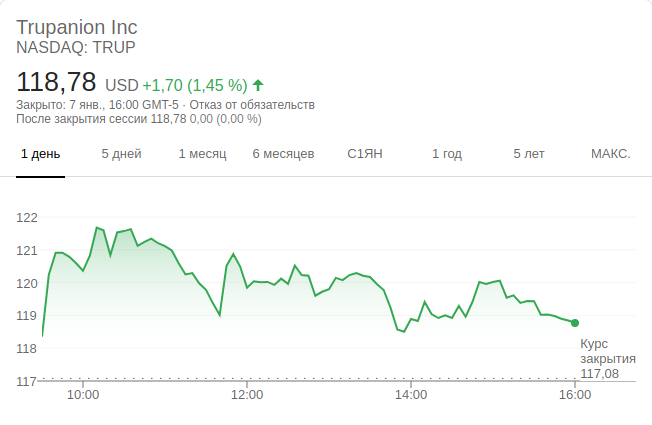 Trupanion Inc
NASDAQ: TRUP
118,78 USD +1,70 (1,45 %)
Закрыто: 7 янв., 16:00 GMT-5 · Отказ от обязательств
После закрытия сессии 118,78 0,00 (0,00 %)
1 день 5 дней 1 месяц 6 месяцев С1ЯН 1 год 5 лет МАКС.
122
121
120
119
118
117
Курс
закрытия
117,08
10:00 12:00 14:00 16:00